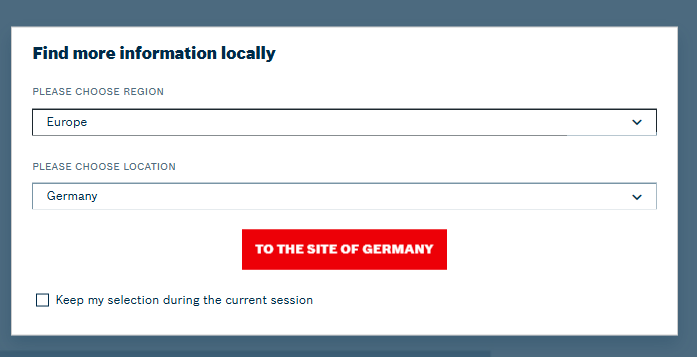 Find more information locally
PLEASE CHOOSE REGION
Europe
PLEASE CHOOSE LOCATION
Germany
TO THE SITE OF GERMANY
Keep my selection during the current session